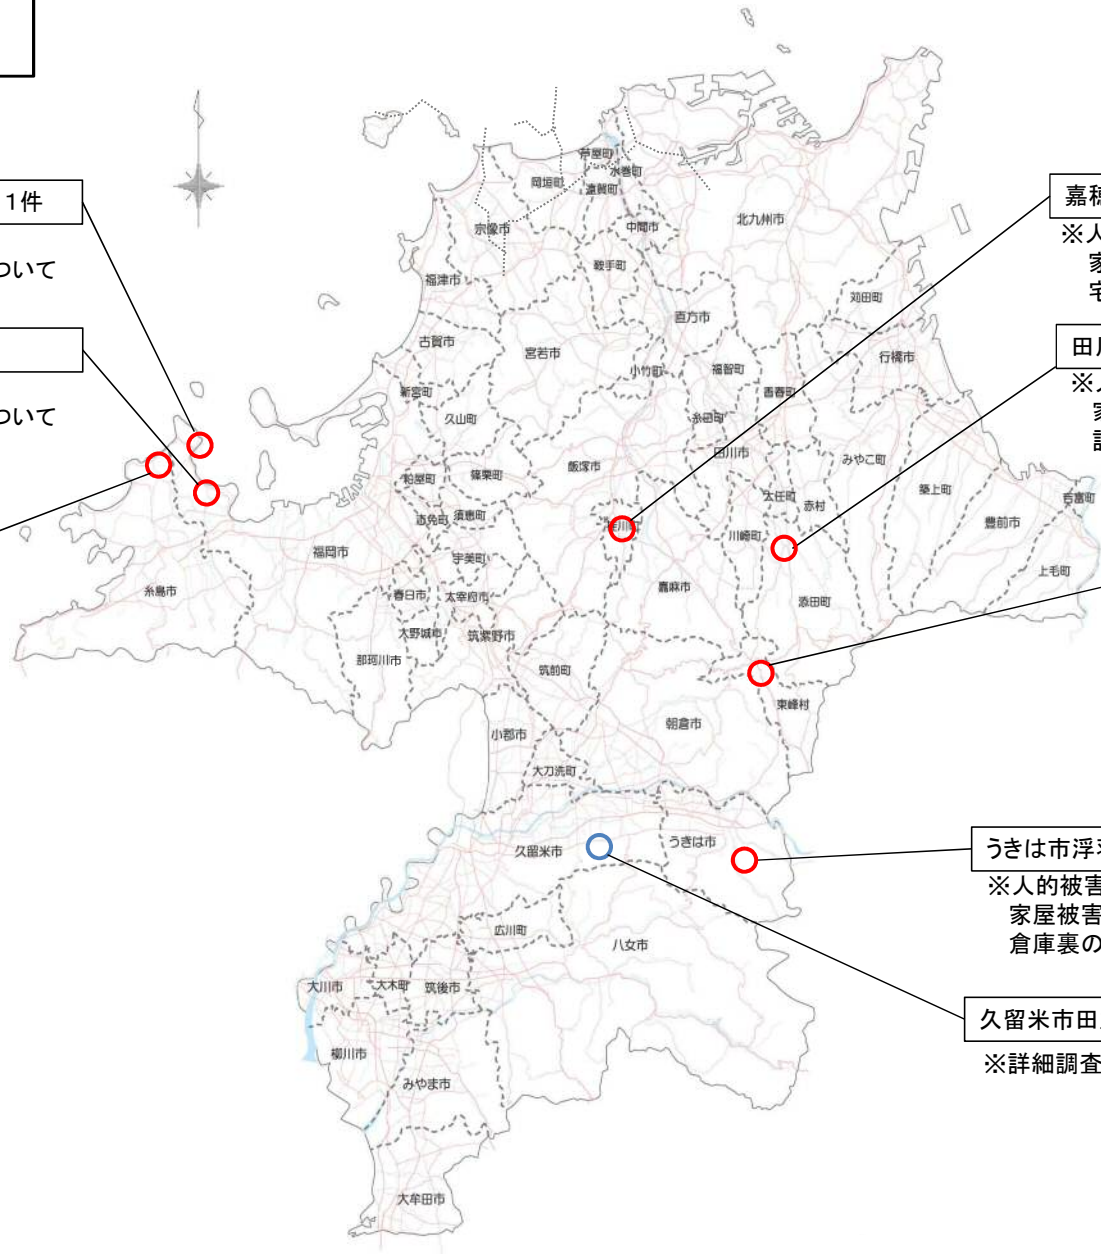 1件
ついて
ついて
嘉穂
※人
家
宅
田川
※人
家
うきは市浮羽
※人的被害
家屋被害
倉庫裏の
久留米市田
※詳細調査
芦屋町
水巻町
岡垣町
遠賀町
北九州市
宗像市
中間市
鞍手町
福津市
苅田町
直方市
古賀市
宮若市
行橋市
小竹町
福智町
新宮町
香春町
久山町
糸田町
田川市
みやこ町
飯塚市
粕屋町
篠栗町
大任町
赤村
築上町
吉富町
志免町
須恵町
川崎町
豊前市
福岡市
宇美町
上毛町
糸島市
春日市
太宰府市
嘉麻市
添田町
大野城市
筑紫野市
那珂川市
筑前町
東峰村
朝倉市
小郡市
大刀洗町
久留米市
うきは市
広川町
八女市
大川市
大木町
筑後市
柳川市
みやま市
大牟田市